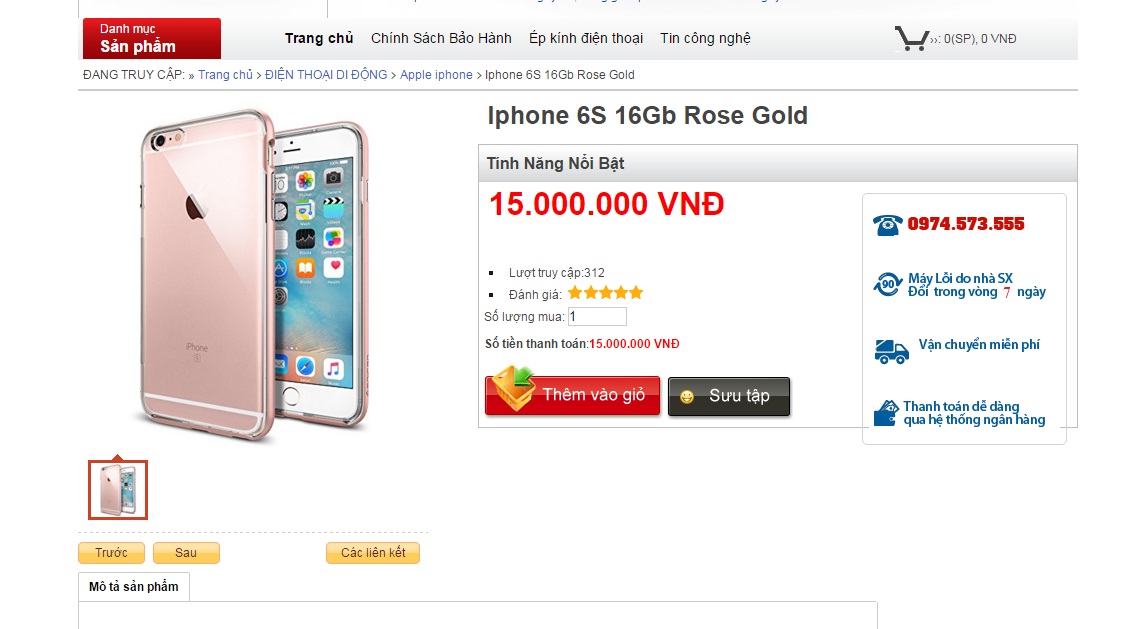 Danh mục
Sản phẩm
Trang chủ Chính Sách Bảo Hành Ép kính điện thoại Tin công nghệ
››: 0(SP), 0 VNĐ
ĐANG TRUY CẬP: » Trang chủ › ĐIỆN THOẠI DI ĐỘNG › Apple iphone › Iphone 6S 16Gb Rose Gold
Iphone 6S 16Gb Rose Gold
Tính Năng Nổi Bật
15.000.000 VNĐ
0974.573.555
Lượt truy cập:312
Đánh giá:
Số lượng mua: 1
Số tiền thanh toán:15.000.000 VNĐ
Thêm vào giỏ
Sưu tập
90
Máy Lỗi do nhà SX
Đổi trong vòng 7 ngày
Vận chuyển miễn phí
Thanh toán dễ dàng
qua hệ thống ngân hàng
iPhone
S
Trước Sau Các liên kết
Mô tả sản phẩm